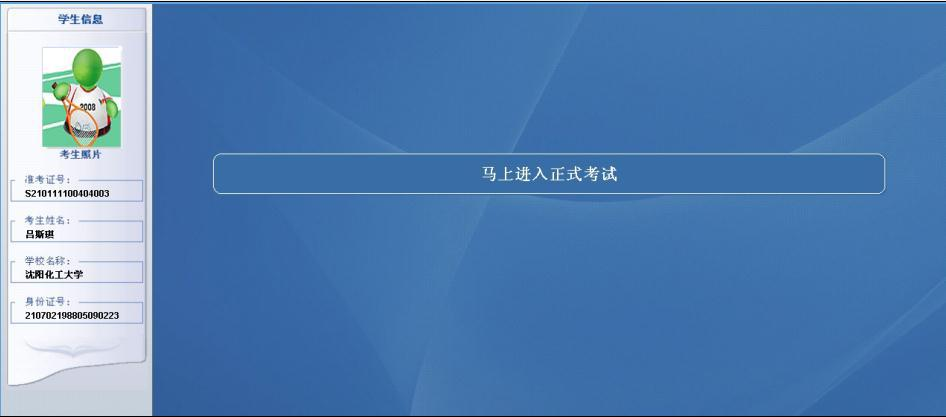 学生信息
2008
考生照片
准考证号：
S210111100404003
考生姓名：
吕斯琪
学校名称：
沈阳化工大学
身份证号：
210702198805090223
马上进入正式考试